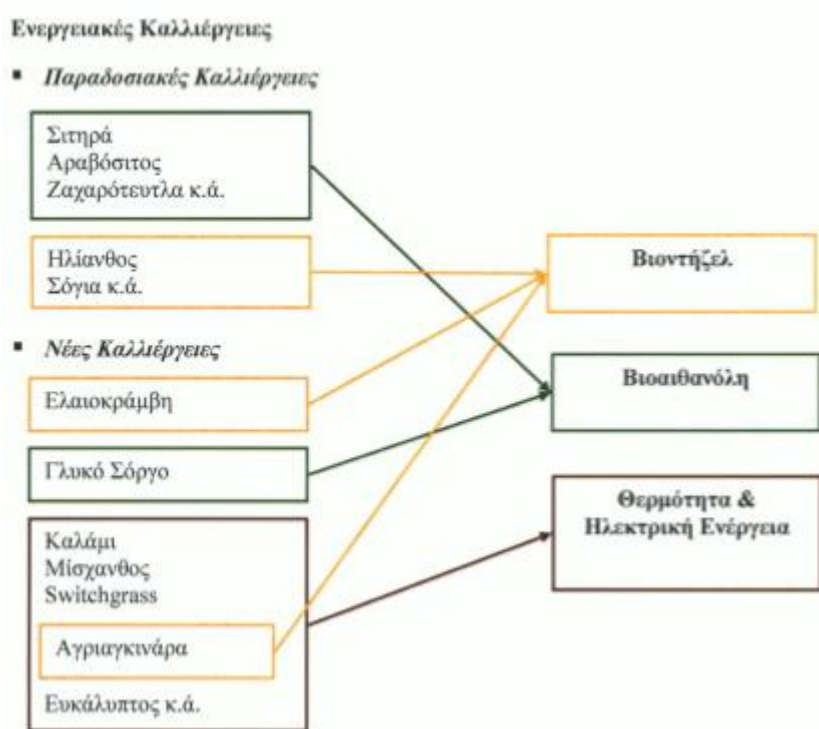 Ενεργειακές Καλλιέργειες
▪ Παραδοσιακές Καλλιέργειες
Σιτηρά
Αραβόσιτος
Ζαχαρότευτλα κ.ά.
Ηλίανθος
Σόγια κ.ά.
Βιοντήζελ
▪ Νέες Καλλιέργειες
Ελαιοκράμβη
Βιοαιθανόλη
Γλυκό Σόργο
Θερμότητα &
Ηλεκτρική Ενέργεια
Καλάμι
Μίσχανθος
Switchgrass
Αγριαγκινάρα
Ευκάλυπτος κ.ά.